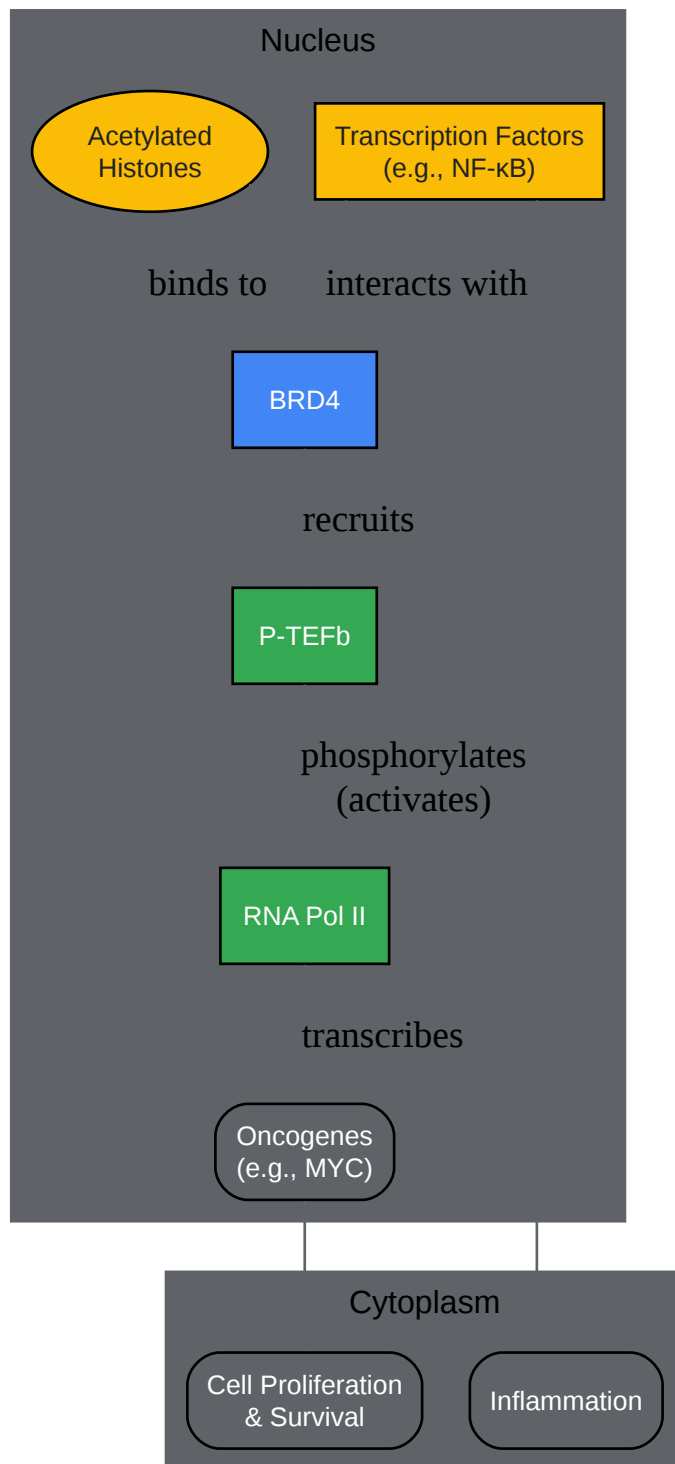 Nucleus
Acetylated
Histones
Transcription Factors
(e.g., NF-κB)
binds to
interacts with
BRD4
recruits
P-TEFb
phosphorylates
(activates)
RNA Pol II
transcribes
Oncogenes
(e.g., MYC)
Cytoplasm
Cell Proliferation
& Survival
Inflammation